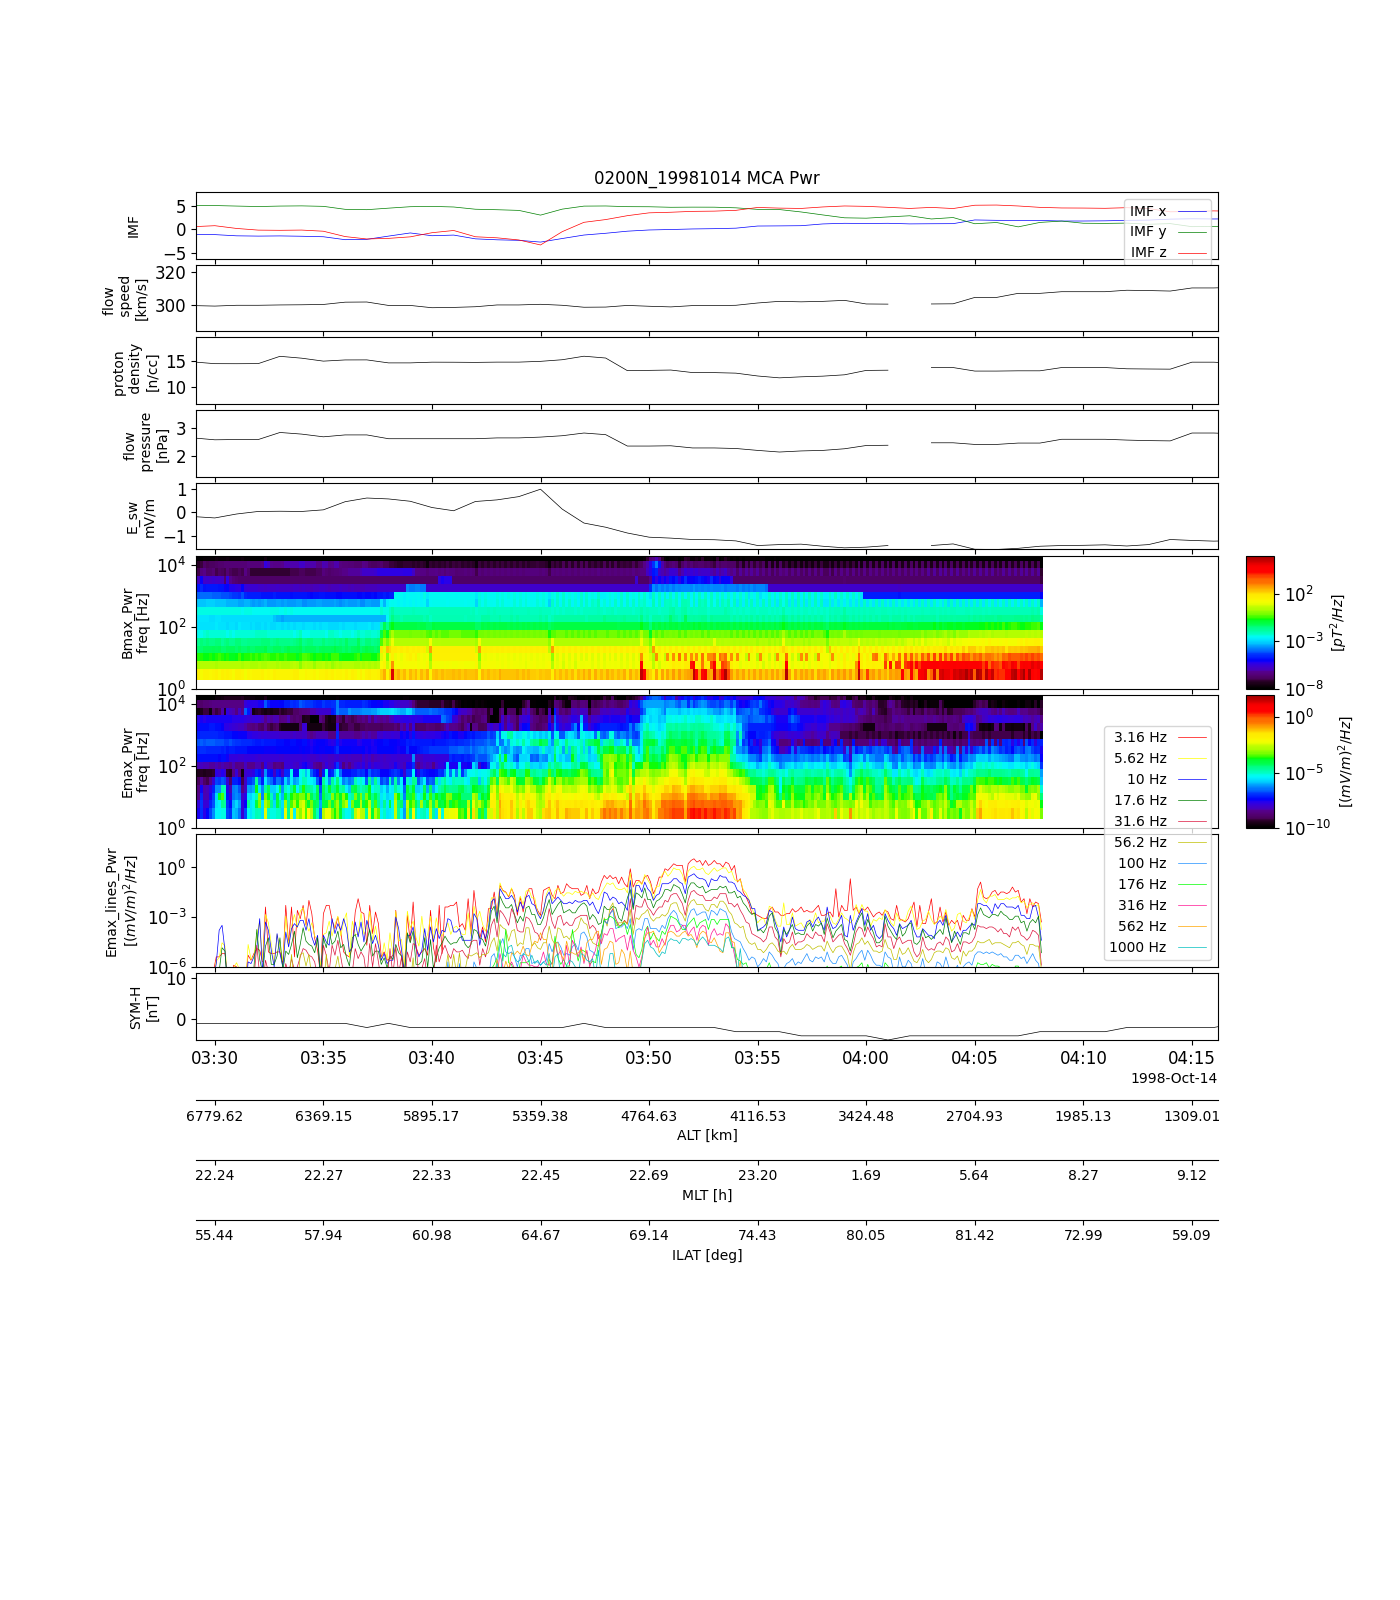 0200N_19981014 MCA Pwr
IMF
5
0
−5
IMF x
IMF y
IMF z
flow
speed
[km/s]
320
300
proton
density
[n/cc]
15
10
flow
pressure
[nPa]
3
2
E_sw
mV/m
1
0
−1
Bmax_Pwr
freq [Hz]
10^4
10^2
10^0
10^2
10^−3
10^−8
[pT^2/Hz]
Emax_Pwr
freq [Hz]
10^4
10^2
10^0
10^0
10^−5
10^−10
[(mV/m)^2/Hz]
3.16 Hz
5.62 Hz
10 Hz
17.6 Hz
31.6 Hz
56.2 Hz
100 Hz
176 Hz
316 Hz
562 Hz
1000 Hz
Emax_lines_Pwr
[(mV/m)^2/Hz]
10^0
10^−3
10^−6
SYM-H
[nT]
10
0
03:30 03:35 03:40 03:45 03:50 03:55 04:00 04:05 04:10 04:15
1998-Oct-14
6779.62 6369.15 5895.17 5359.38 4764.63 4116.53 3424.48 2704.93 1985.13 1309.01
ALT [km]
22.24 22.27 22.33 22.45 22.69 23.20 1.69 5.64 8.27 9.12
MLT [h]
55.44 57.94 60.98 64.67 69.14 74.43 80.05 81.42 72.99 59.09
ILAT [deg]